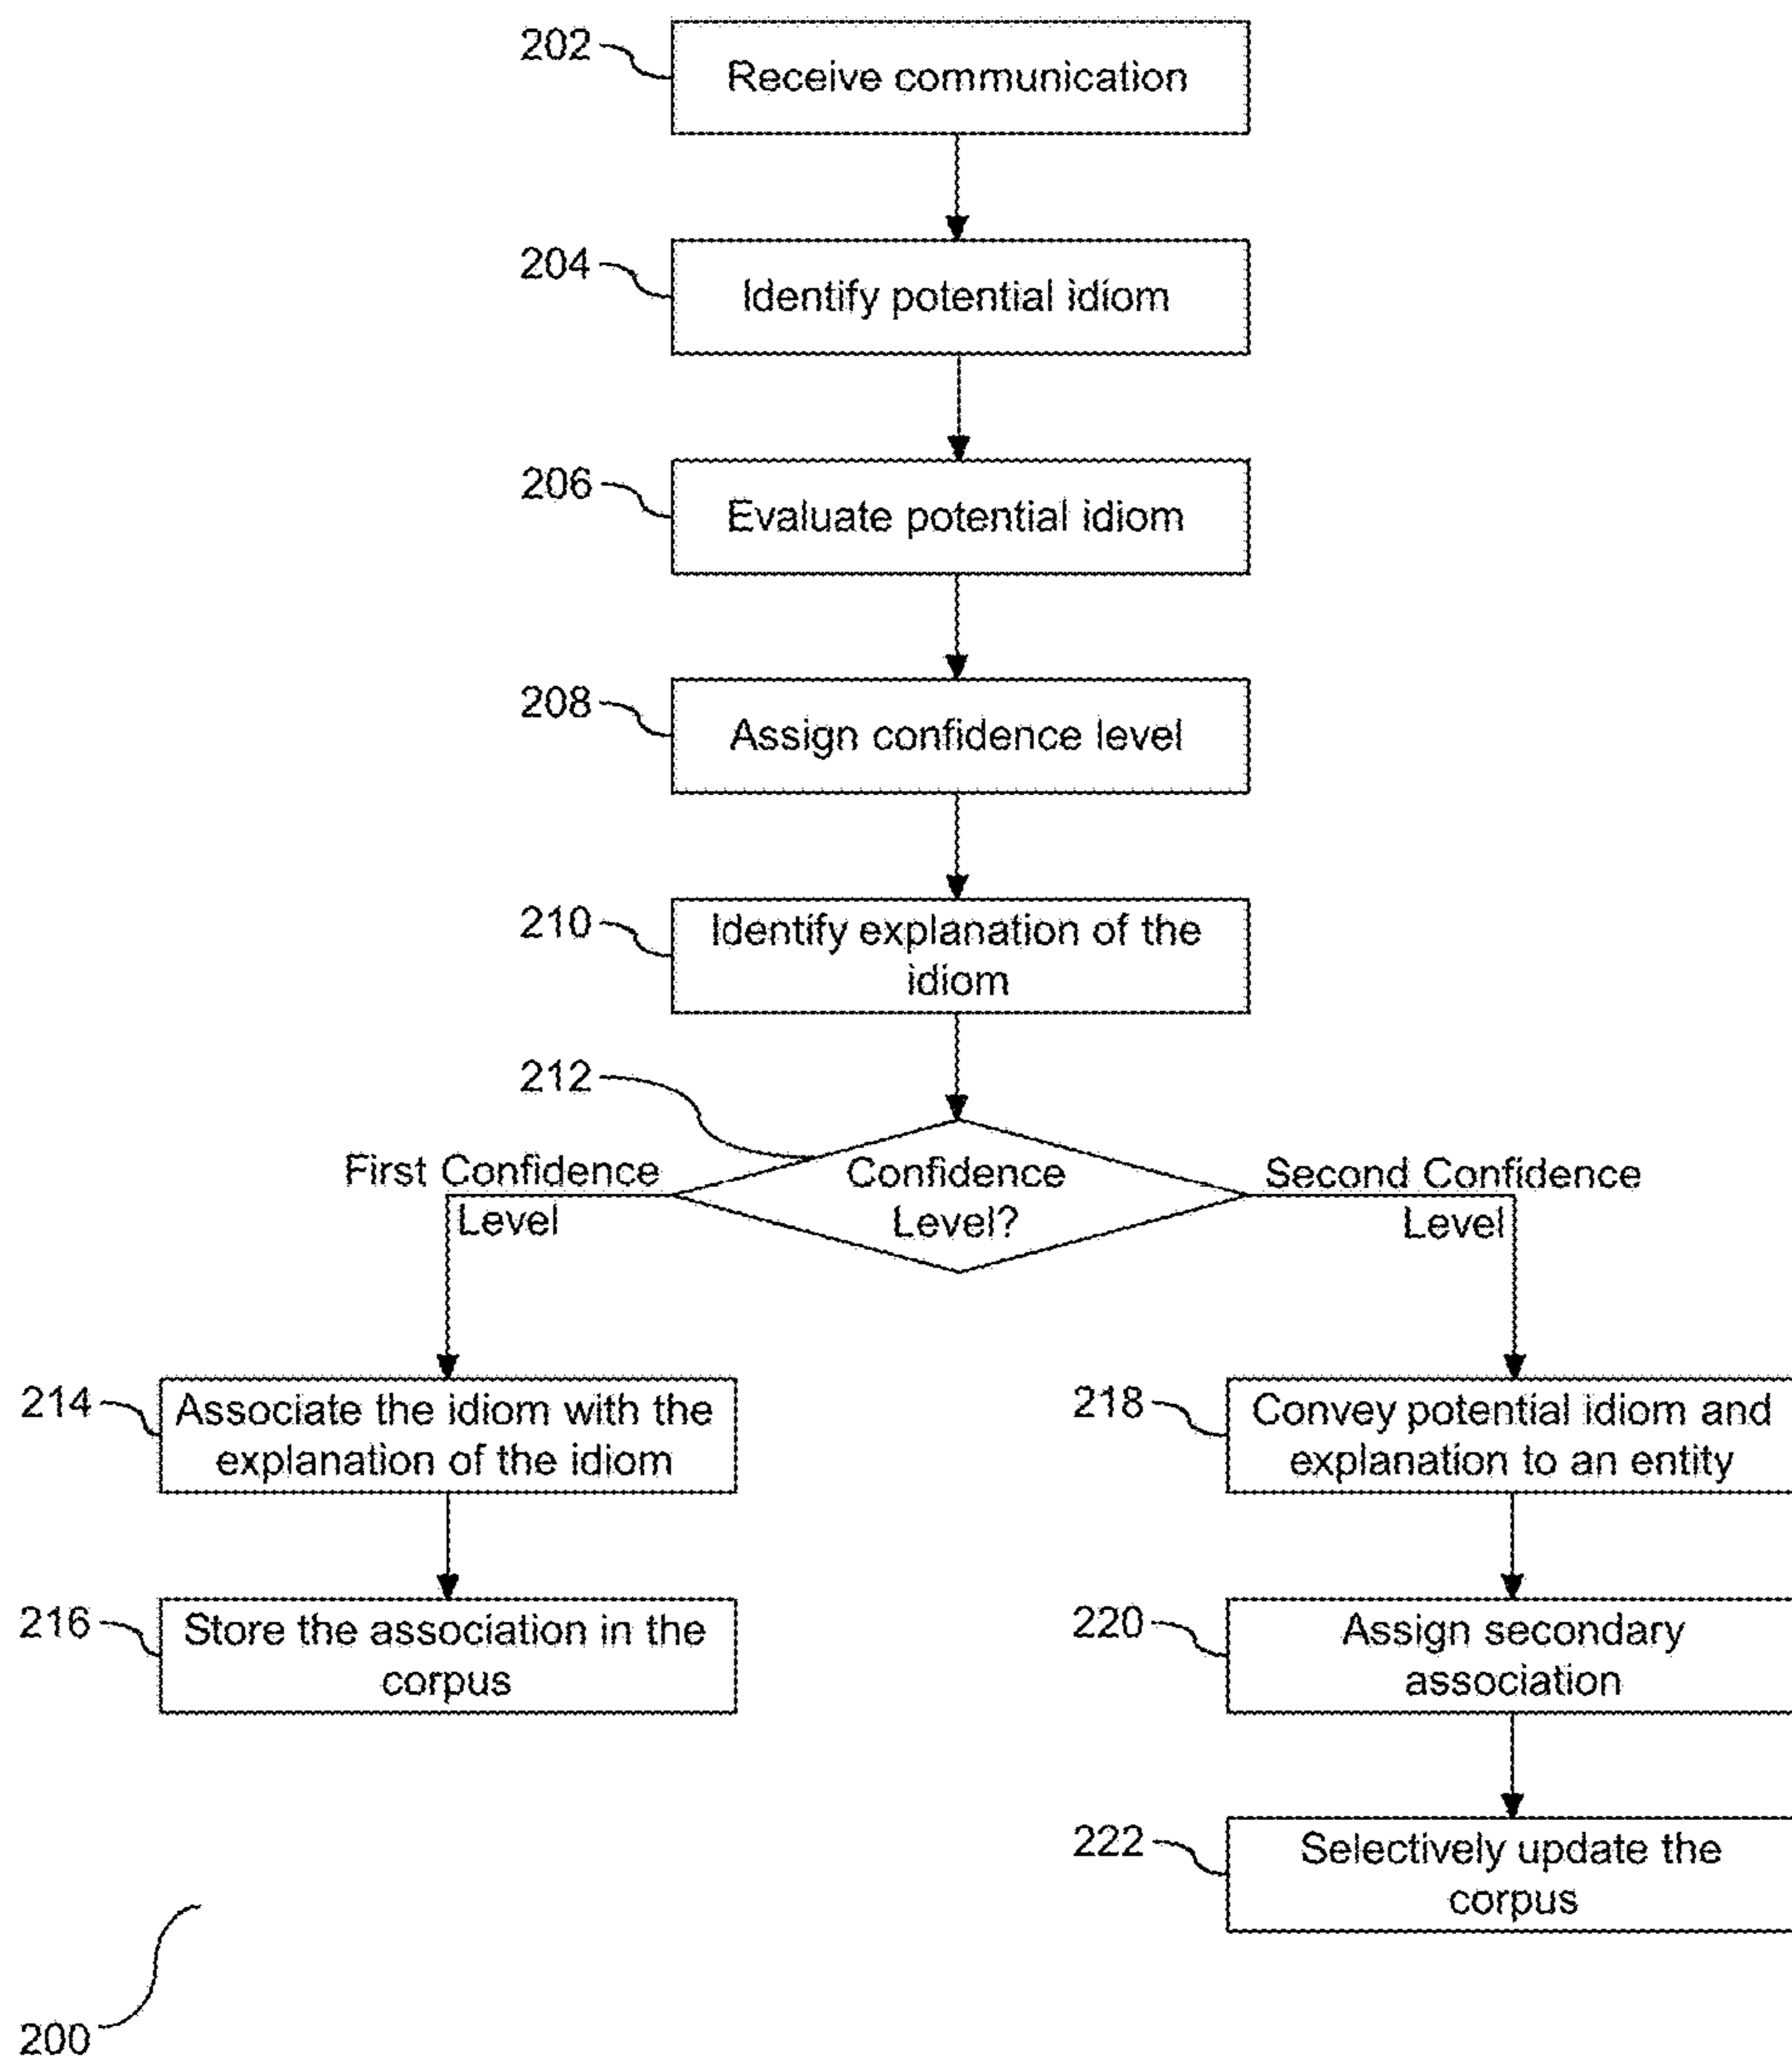 202
Receive communication
204
Identify potential idiom
206
Evaluate potential idiom
208
Assign confidence level
210
Identify explanation of the
idiom
212
First Confidence
Level
Confidence
Level?
Second Confidence
Level
214
Associate the idiom with the
explanation of the idiom
218
Convey potential idiom and
explanation to an entity
216
Store the association in the
corpus
220
Assign secondary
association
222
Selectively update the
corpus
200